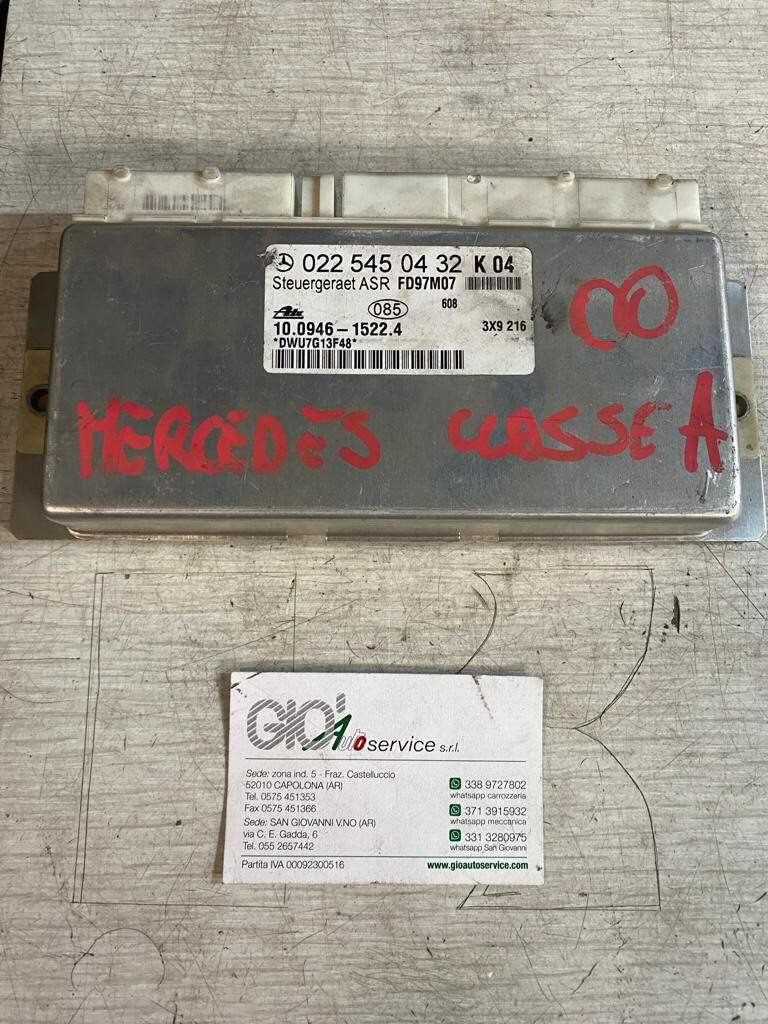 022 545 04 32 K 04
Steuergeraet ASR FD97M07
Ate 085 608
10.0946-1522.4 3X9 216
*DWU7G13F48*
00
MERCEDES CLASSE A
GIO' Autoservice s.r.l.
Sede: zona ind. 5 - Fraz. Castelluccio
52010 CAPOLONA (AR)
Tel. 0575 451353
Fax 0575 451366
Sede: SAN GIOVANNI V.NO (AR)
via C. E. Gadda, 6
Tel. 055 2657442
Partita IVA 00092300516
338 9727802
whatsapp carrozzeria
371 3915932
whatsapp meccanica
331 3280975
whatsapp San Giovanni
www.gioautoservice.com